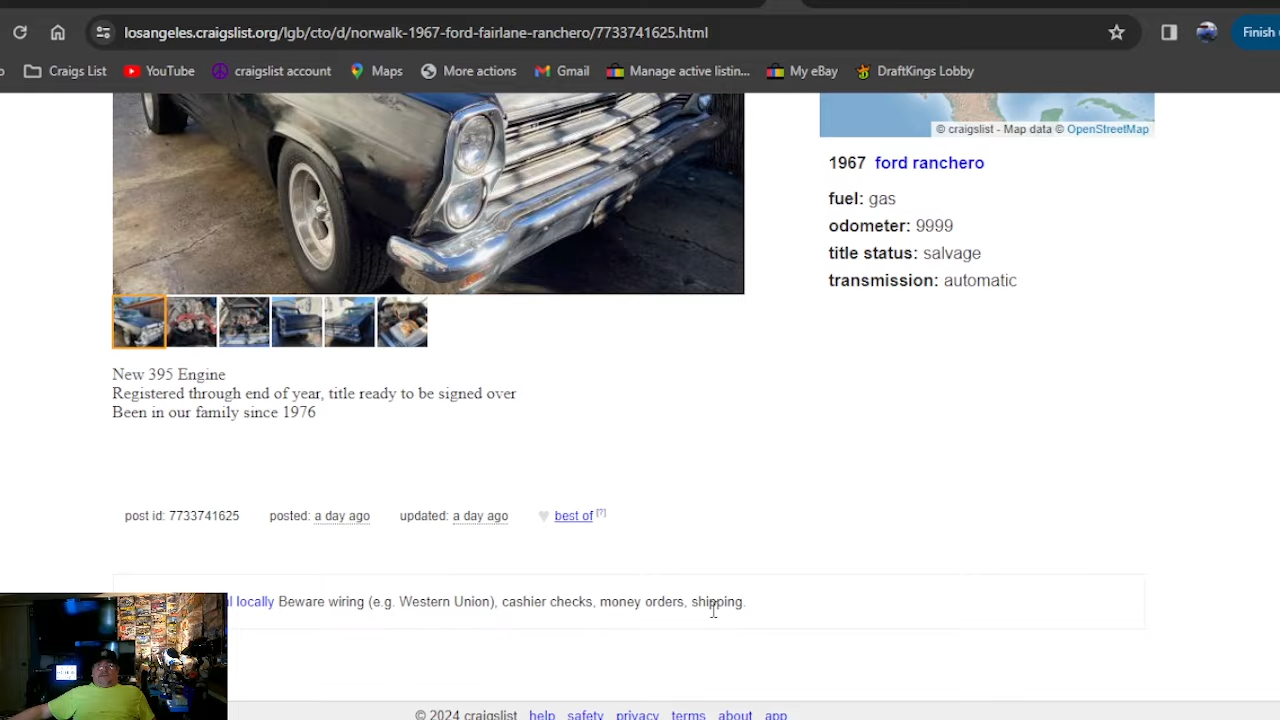 losangeles.craigslist.org/lgb/cto/d/norwalk-1967-ford-fairlane-ranchero/7733741625.html
Finish
Craigs List YouTube craigslist account Maps More actions Gmail Manage active listin... My eBay DraftKings Lobby
© craigslist - Map data © OpenStreetMap
1967 ford ranchero
fuel: gas
odometer: 9999
title status: salvage
transmission: automatic
New 395 Engine
Registered through end of year, title ready to be signed over
Been in our family since 1976
post id: 7733741625 posted: a day ago updated: a day ago best of [?]
locally Beware wiring (e.g. Western Union), cashier checks, money orders, shipping.
© 2024 craigslist help safety privacy terms about app